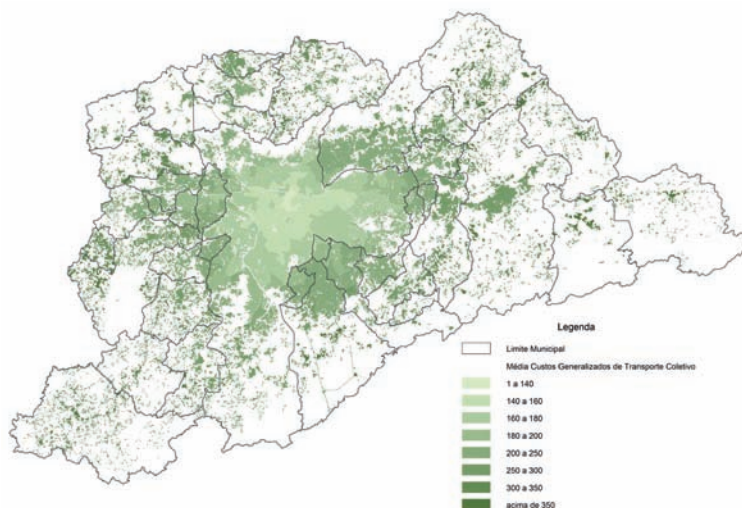 Legenda
Limite Municipal
Média Custos Generalizados de Transporte Coletivo
1 a 140
140 a 160
160 a 180
180 a 200
200 a 250
250 a 300
300 a 350
acima de 350